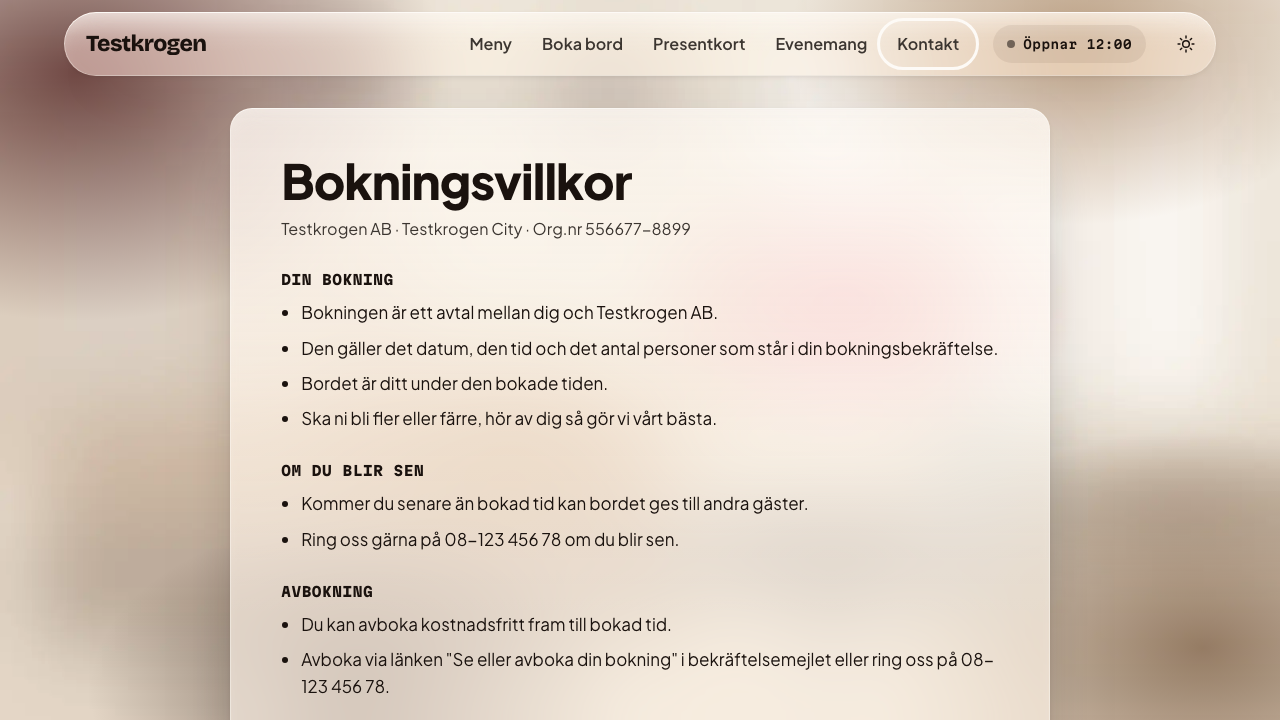 Testkrogen
Meny
Boka bord
Presentkort
Evenemang
Kontakt
Öppnar 12:00
Bokningsvillkor
Testkrogen AB · Testkrogen City · Org.nr 556677–8899
DIN BOKNING
Bokningen är ett avtal mellan dig och Testkrogen AB.
Den gäller det datum, den tid och det antal personer som står i din bokningsbekräftelse.
Bordet är ditt under den bokade tiden.
Ska ni bli fler eller färre, hör av dig så gör vi vårt bästa.
OM DU BLIR SEN
Kommer du senare än bokad tid kan bordet ges till andra gäster.
Ring oss gärna på 08–123 456 78 om du blir sen.
AVBOKNING
Du kan avboka kostnadsfritt fram till bokad tid.
Avboka via länken "Se eller avboka din bokning" i bekräftelsemejlet eller ring oss på 08–
123 456 78.